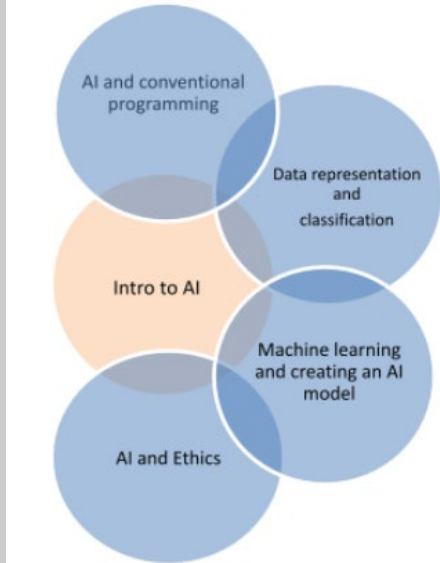 AI and conventional
programming
Data representation
and
classification
Intro to AI
Machine learning
and creating an AI
model
AI and Ethics